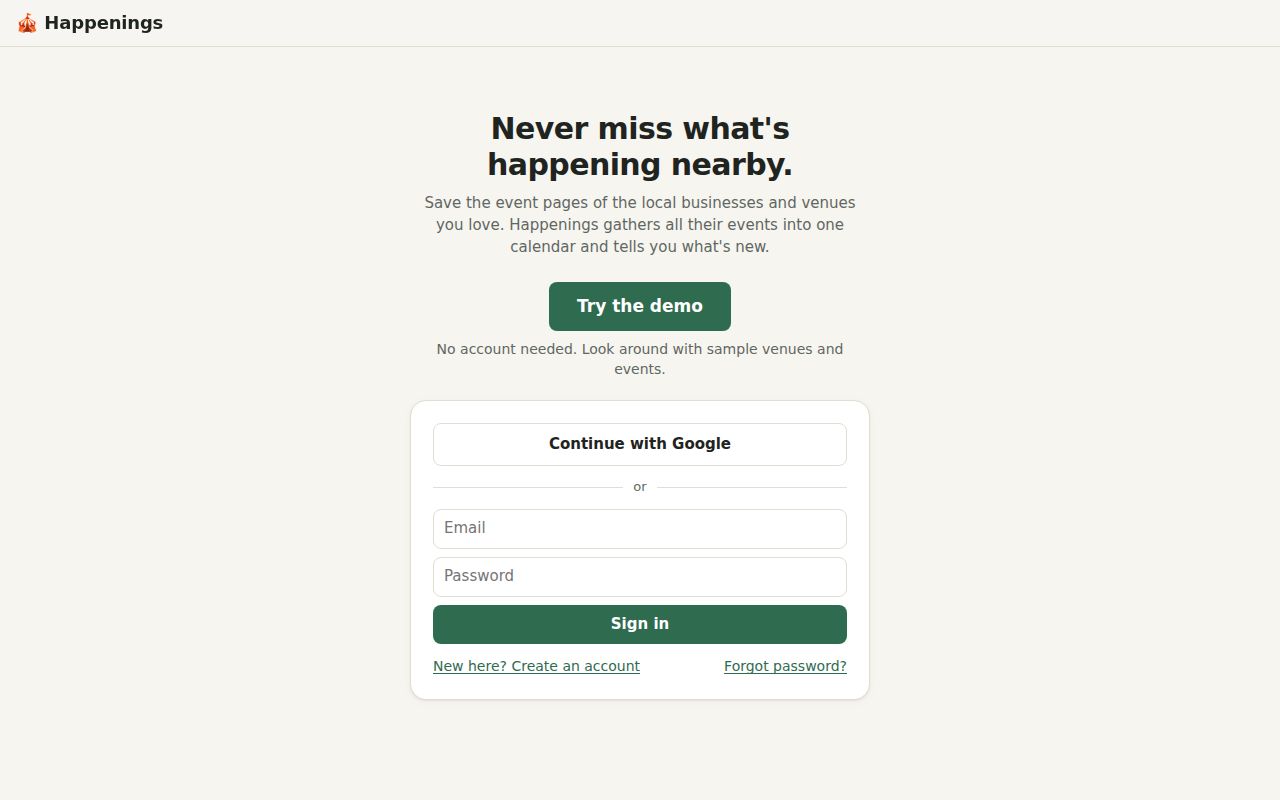 Happenings
Never miss what's
happening nearby.
Save the event pages of the local businesses and venues
you love. Happenings gathers all their events into one
calendar and tells you what's new.
Try the demo
No account needed. Look around with sample venues and
events.
Continue with Google
or
Email
Password
Sign in
New here? Create an account
Forgot password?